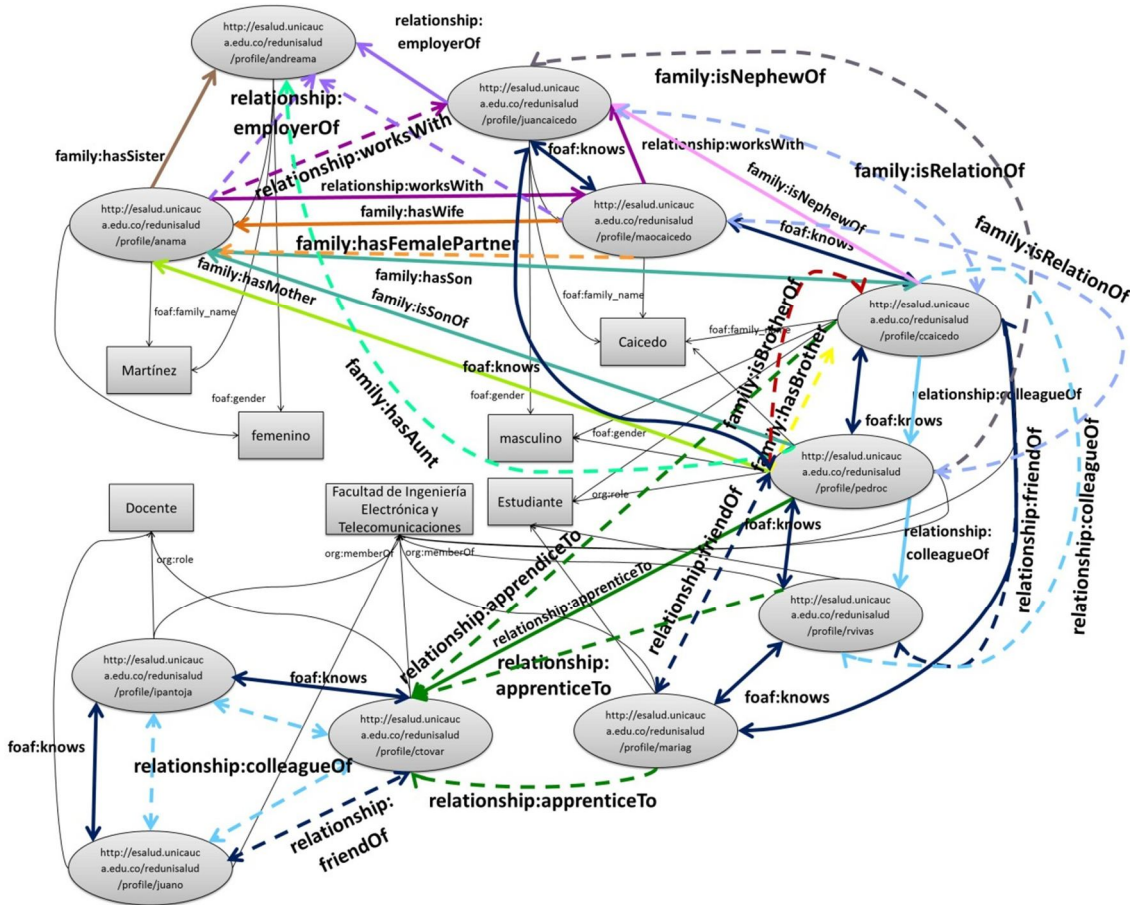 http://esalud.unicauc
a.edu.co/redunisalud
/profile/andreama
relationship:
employerOf
http://esalud.unicauc
a.edu.co/redunisalud
/profile/juancaicedo
family:isNephewOf
relationship:
employerOf
family:hasSister
relationship:worksWith
foaf:knows
relationship:worksWith
family:isRelationOf
relationship:worksWith
family:isNephewOf
http://esalud.unicauc
a.edu.co/redunisalud
/profile/anama
family:hasWife
http://esalud.unicauc
a.edu.co/redunisalud
/profile/maocaicedo
family:hasFemalePartner
foaf:knows
family:isRelationOf
family:hasMother
family:hasSon
family:isSonOf
http://esalud.unicauc
a.edu.co/redunisalud
/profile/ccaicedo
foaf:family_name
foaf:family_name
foaf:family_name
Martínez
Caicedo
foaf:knows
family:isBrotherOf
family:hasBrother
relationship:colleagueOf
foaf:knows
family:hasAunt
foaf:gender
foaf:gender
foaf:gender
femenino
masculino
http://esalud.unicauc
a.edu.co/redunisalud
/profile/pedroc
Docente
Facultad de Ingeniería
Electrónica y
Telecomunicaciones
Estudiante
org:role
foaf:knows
relationship:
colleagueOf
relationship:friendOf
relationship:colleagueOf
org:role
org:memberOf
org:memberOf
relationship:friendOf
relationship:apprendiceTo
relationship:apprenticeTo
http://esalud.unicauc
a.edu.co/redunisalud
/profile/rvivas
relationship:
apprenticeTo
http://esalud.unicauc
a.edu.co/redunisalud
/profile/ipantoja
foaf:knows
foaf:knows
http://esalud.unicauc
a.edu.co/redunisalud
/profile/ctovar
http://esalud.unicauc
a.edu.co/redunisalud
/profile/mariag
foaf:knows
relationship:colleagueOf
relationship:apprenticeTo
relationship:
friendOf
http://esalud.unicauc
a.edu.co/redunisalud
/profile/juano